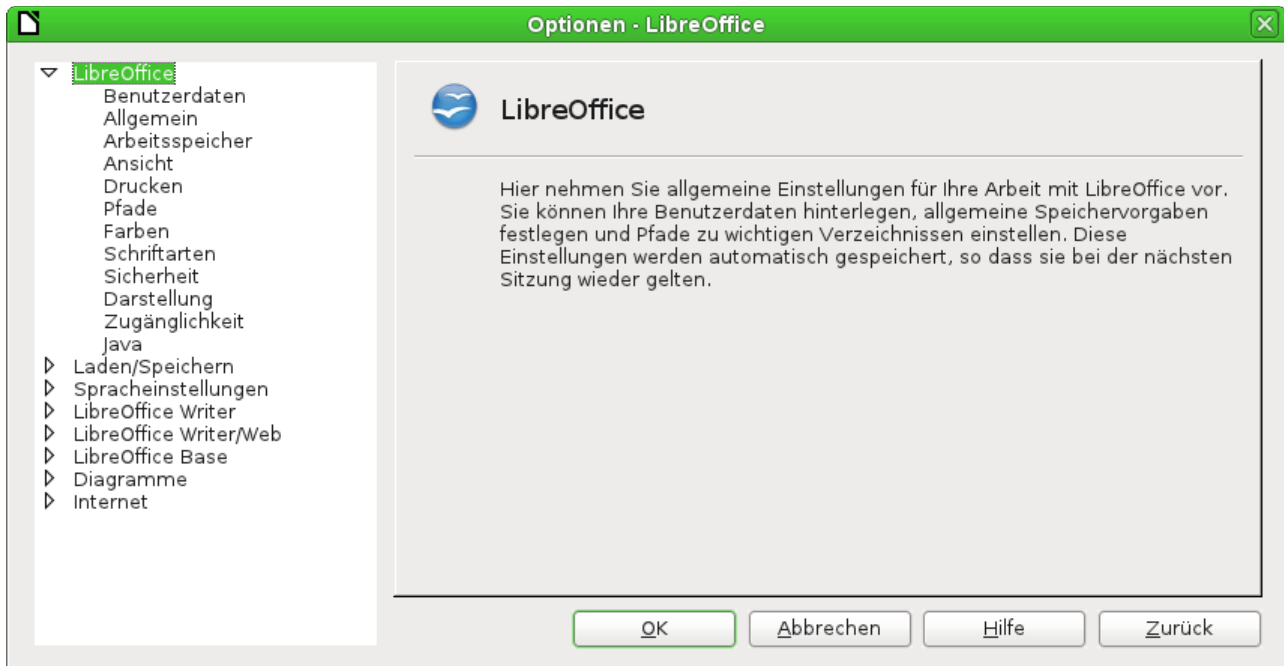 Optionen - LibreOffice
LibreOffice
Benutzerdaten
Allgemein
Arbeitsspeicher
Ansicht
Drucken
Pfade
Farben
Schriftarten
Sicherheit
Darstellung
Zugänglichkeit
Java
Laden/Speichern
Spracheinstellungen
LibreOffice Writer
LibreOffice Writer/Web
LibreOffice Base
Diagramme
Internet
LibreOffice
Hier nehmen Sie allgemeine Einstellungen für Ihre Arbeit mit LibreOffice vor.
Sie können Ihre Benutzerdaten hinterlegen, allgemeine Speichervorgaben
festlegen und Pfade zu wichtigen Verzeichnissen einstellen. Diese
Einstellungen werden automatisch gespeichert, so dass sie bei der nächsten
Sitzung wieder gelten.
OK
Abbrechen
Hilfe
Zurück